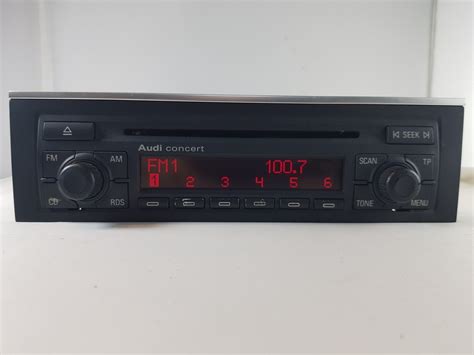 SEEK
Audi concert
FM AM
FM1 100.7
SCAN TP
1 2 3 4 5 6
CD RDS
TONE MENU